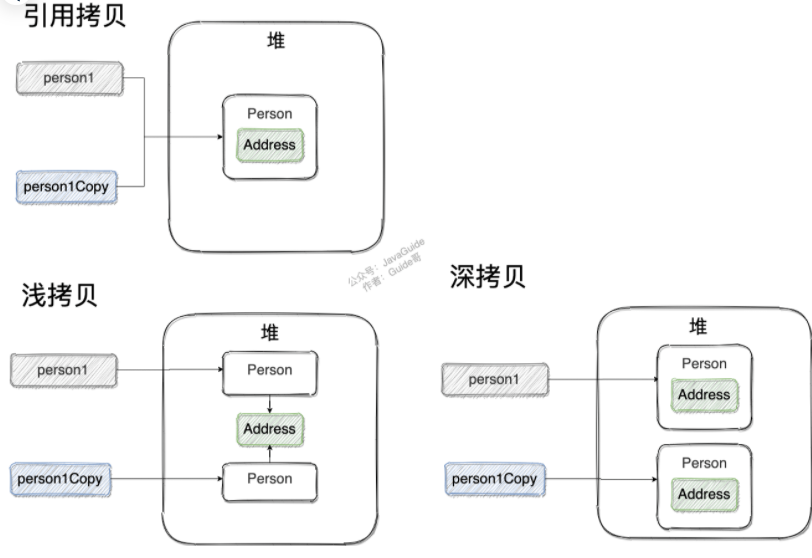 引用拷贝
堆
person1
Person
Address
person1Copy
公众号：JavaGuide
作者：Guide哥
浅拷贝
堆
person1
Person
Address
person1Copy
Person
深拷贝
堆
person1
Person
Address
person1Copy
Person
Address